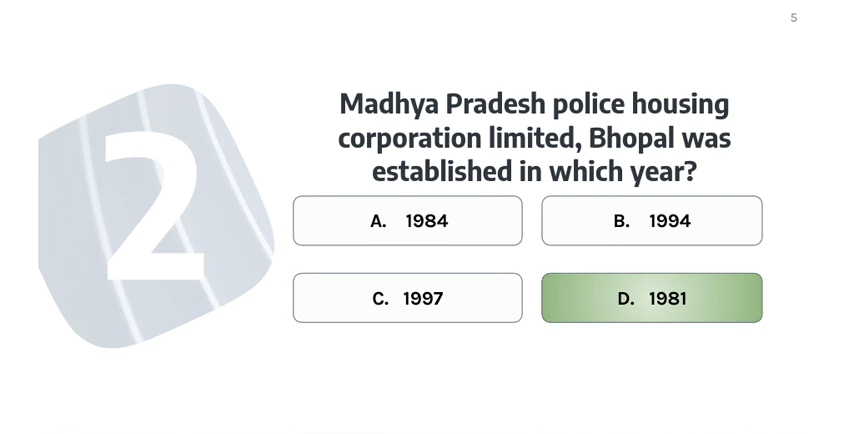 5
2
Madhya Pradesh police housing
corporation limited, Bhopal was
established in which year?
A. 1984
B. 1994
C. 1997
D. 1981